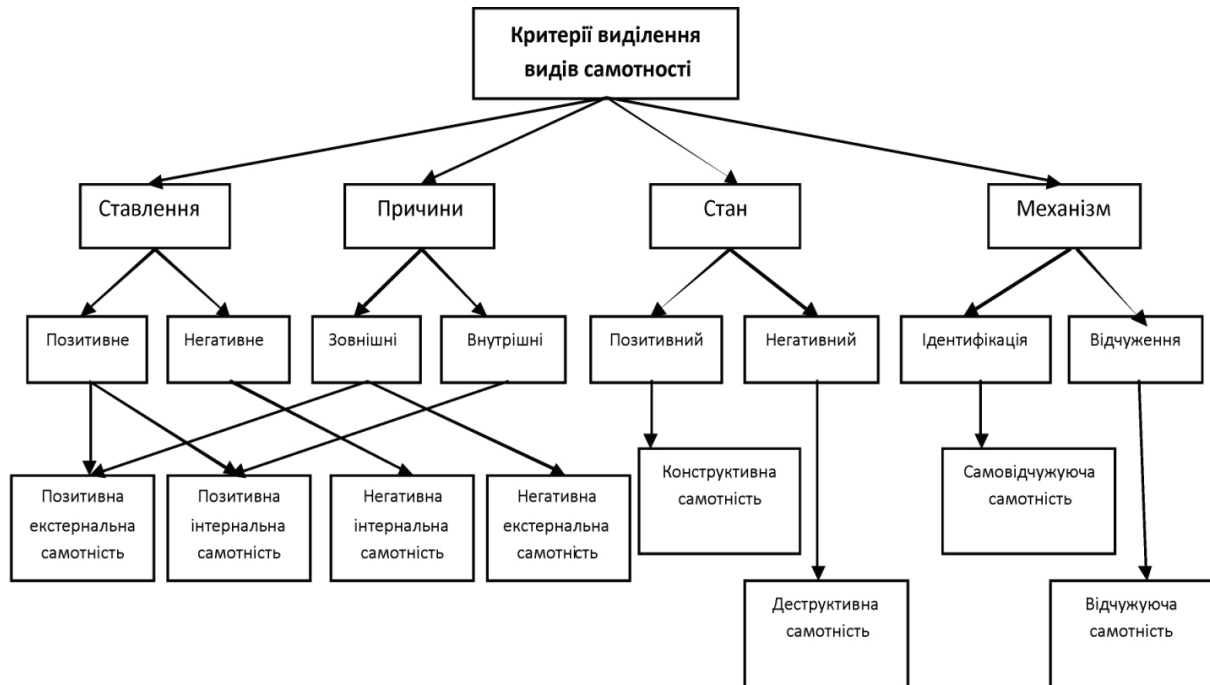 Критерії виділення
видів самотності
Ставлення
Причини
Стан
Механізм
Позитивне
Негативне
Зовнішні
Внутрішні
Позитивний
Негативний
Ідентифікація
Відчуження
Позитивна
екстернальна
самотність
Позитивна
інтернальна
самотність
Негативна
інтернальна
самотність
Негативна
екстернальна
самотність
Конструктивна
самотність
Самовідчужуюча
самотність
Деструктивна
самотність
Відчужуюча
самотність